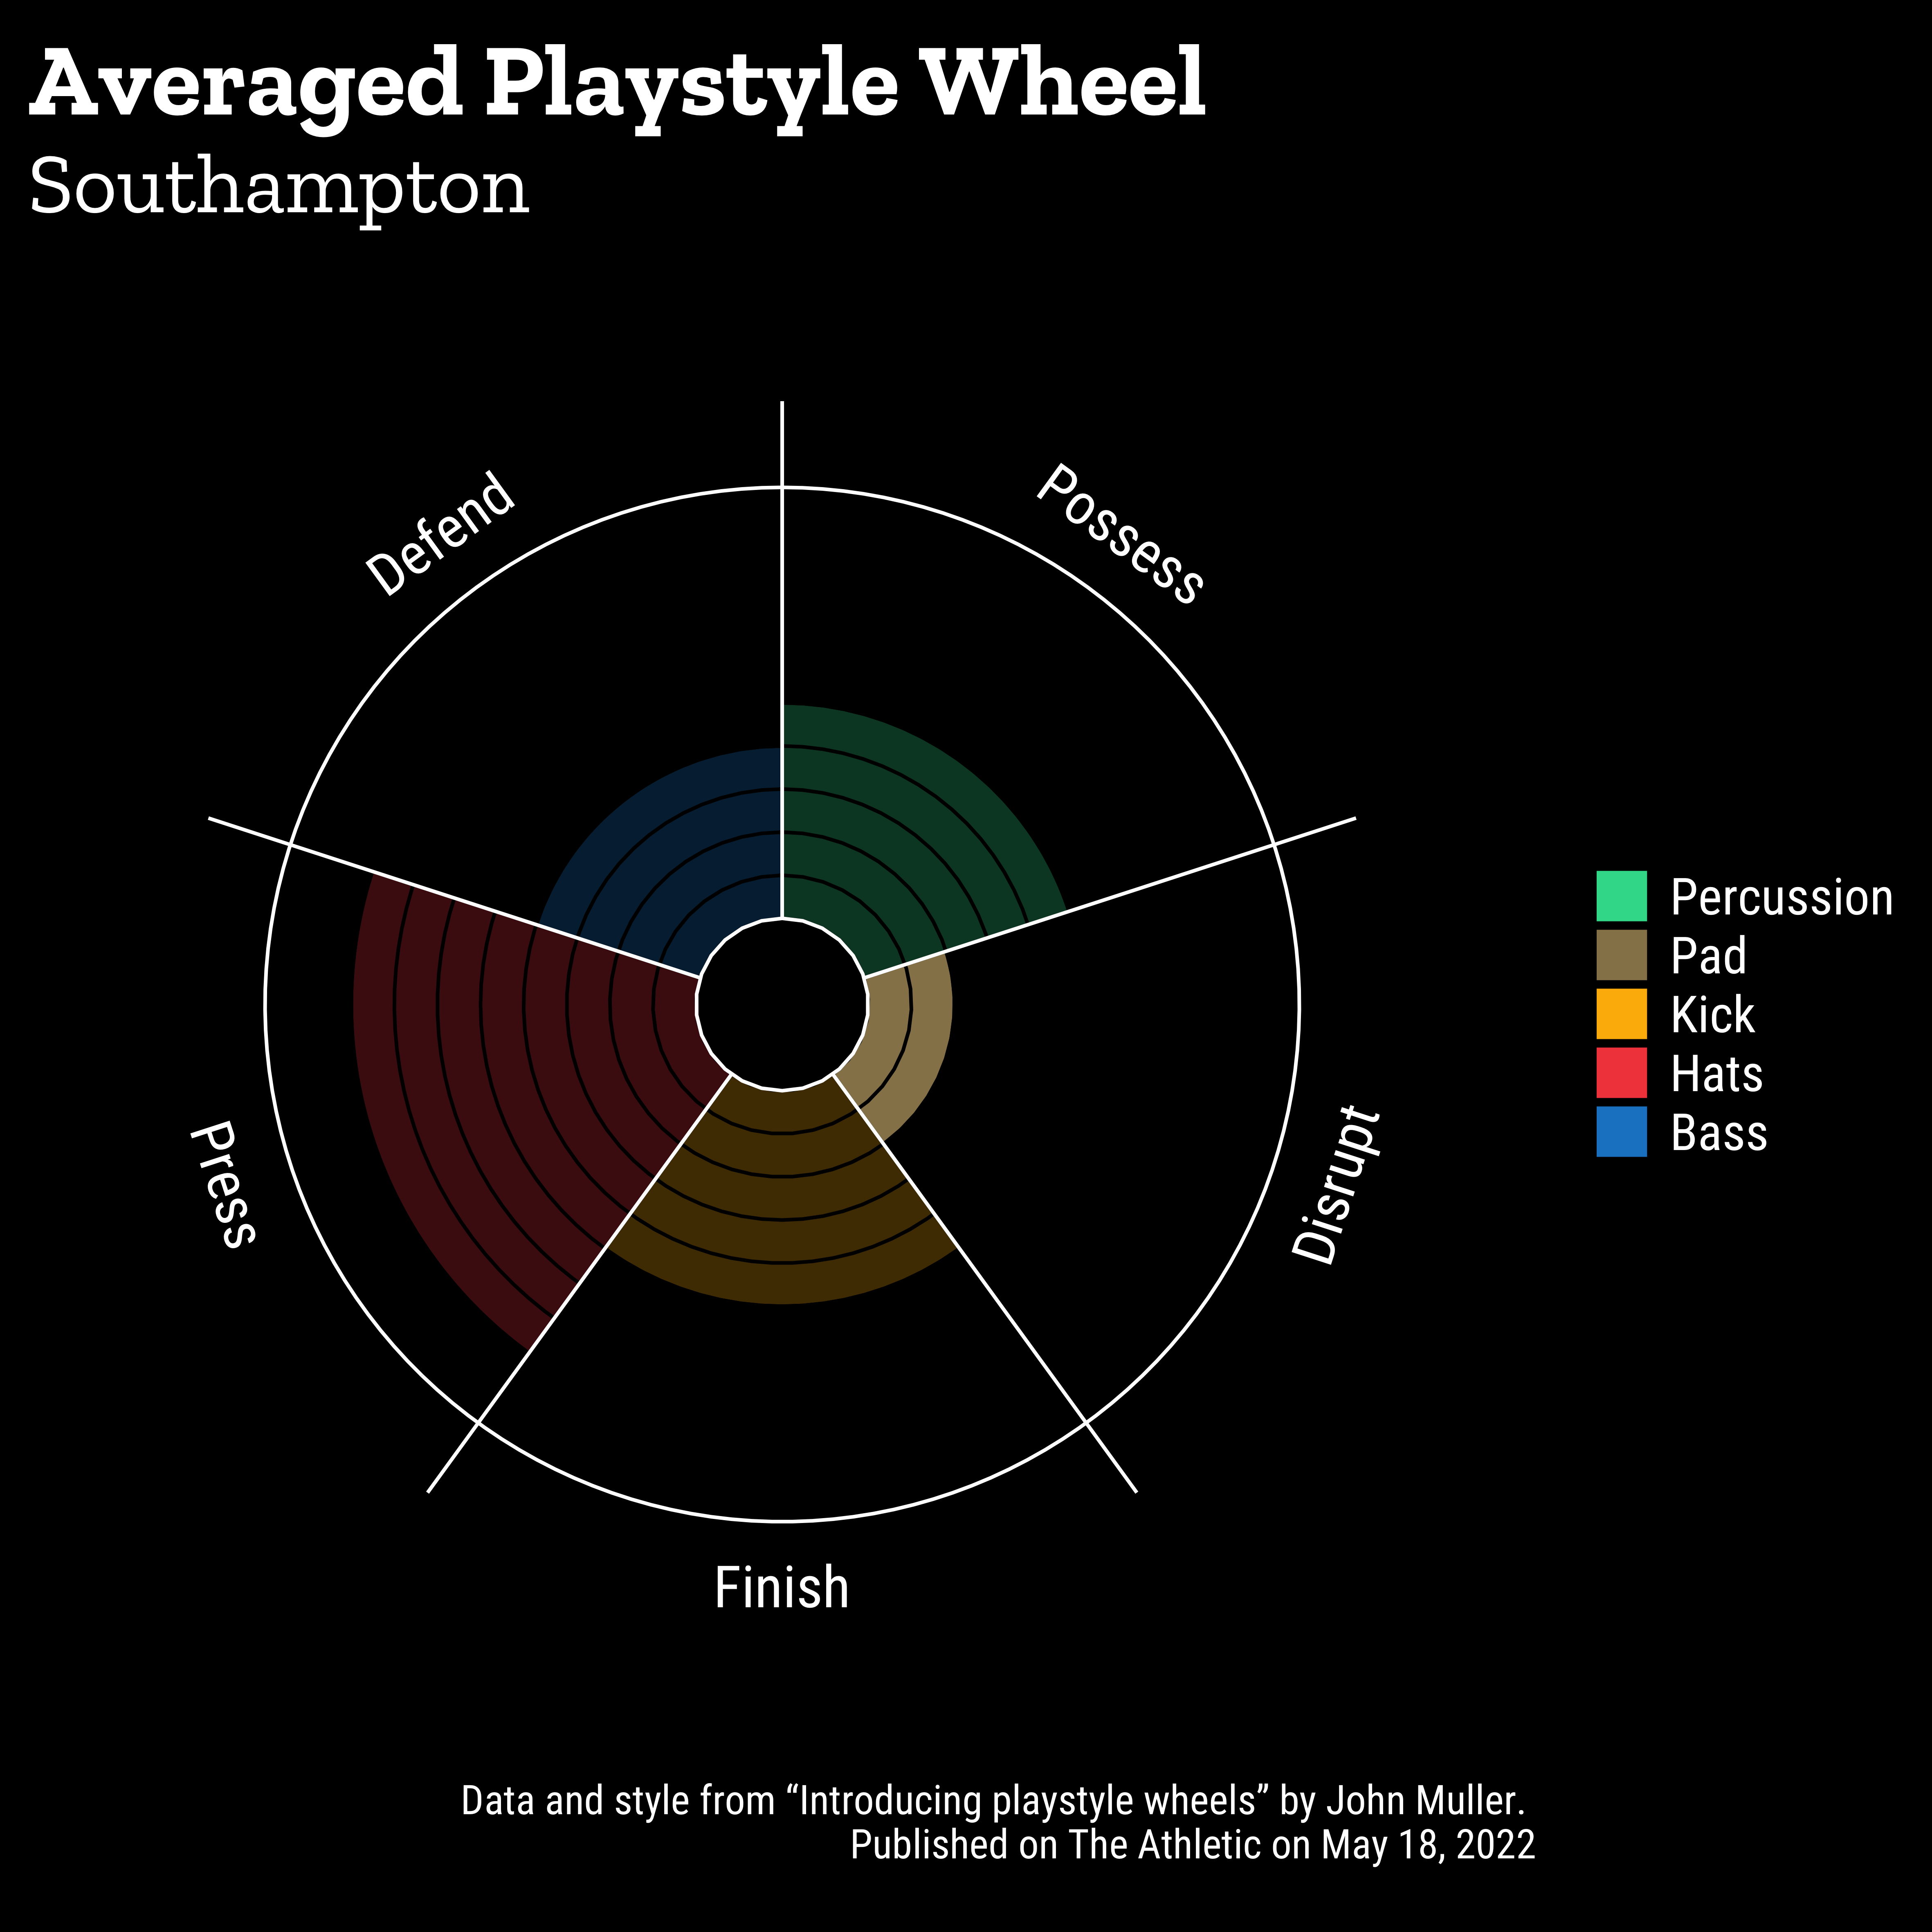 Averaged Playstyle Wheel
Southampton
Defend
Possess
Press
Disrupt
Finish
Percussion
Pad
Kick
Hats
Bass
Data and style from “Introducing playstyle wheels” by John Muller.
Published on The Athletic on May 18, 2022